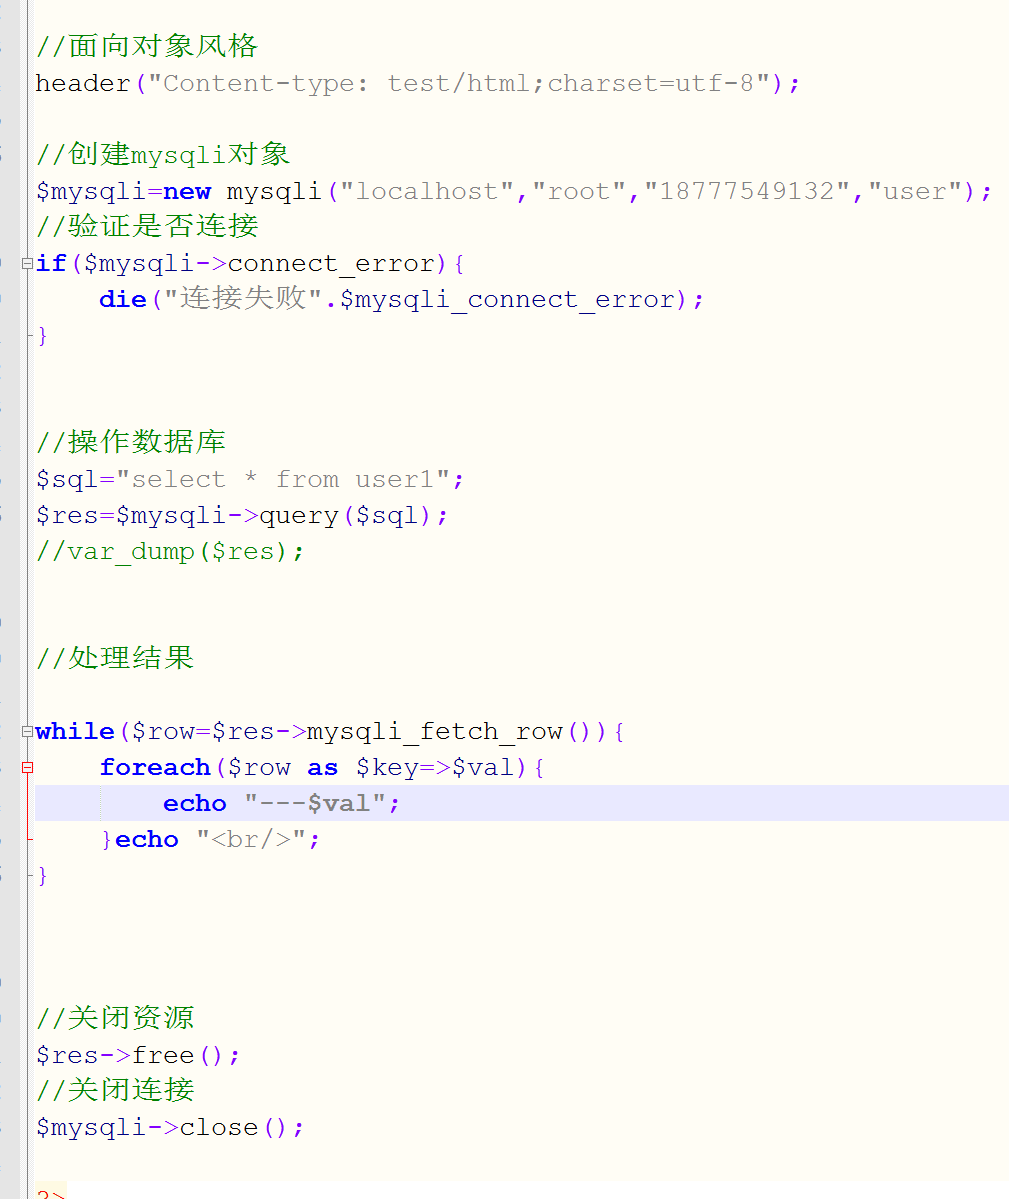 //面向对象风格
header("Content-type: test/html;charset=utf-8");
//创建mysqli对象
$mysqli=new mysqli("localhost","root","18777549132","user");
//验证是否连接
if($mysqli->connect_error){
die("连接失败".$mysqli_connect_error);
}
//操作数据库
$sql="select * from user1";
$res=$mysqli->query($sql);
//var_dump($res);
//处理结果
while($row=$res->mysqli_fetch_row()){
foreach($row as $key=>$val){
echo "---$val";
}echo "<br/>";
}
//关闭资源
$res->free();
//关闭连接
$mysqli->close();
?>